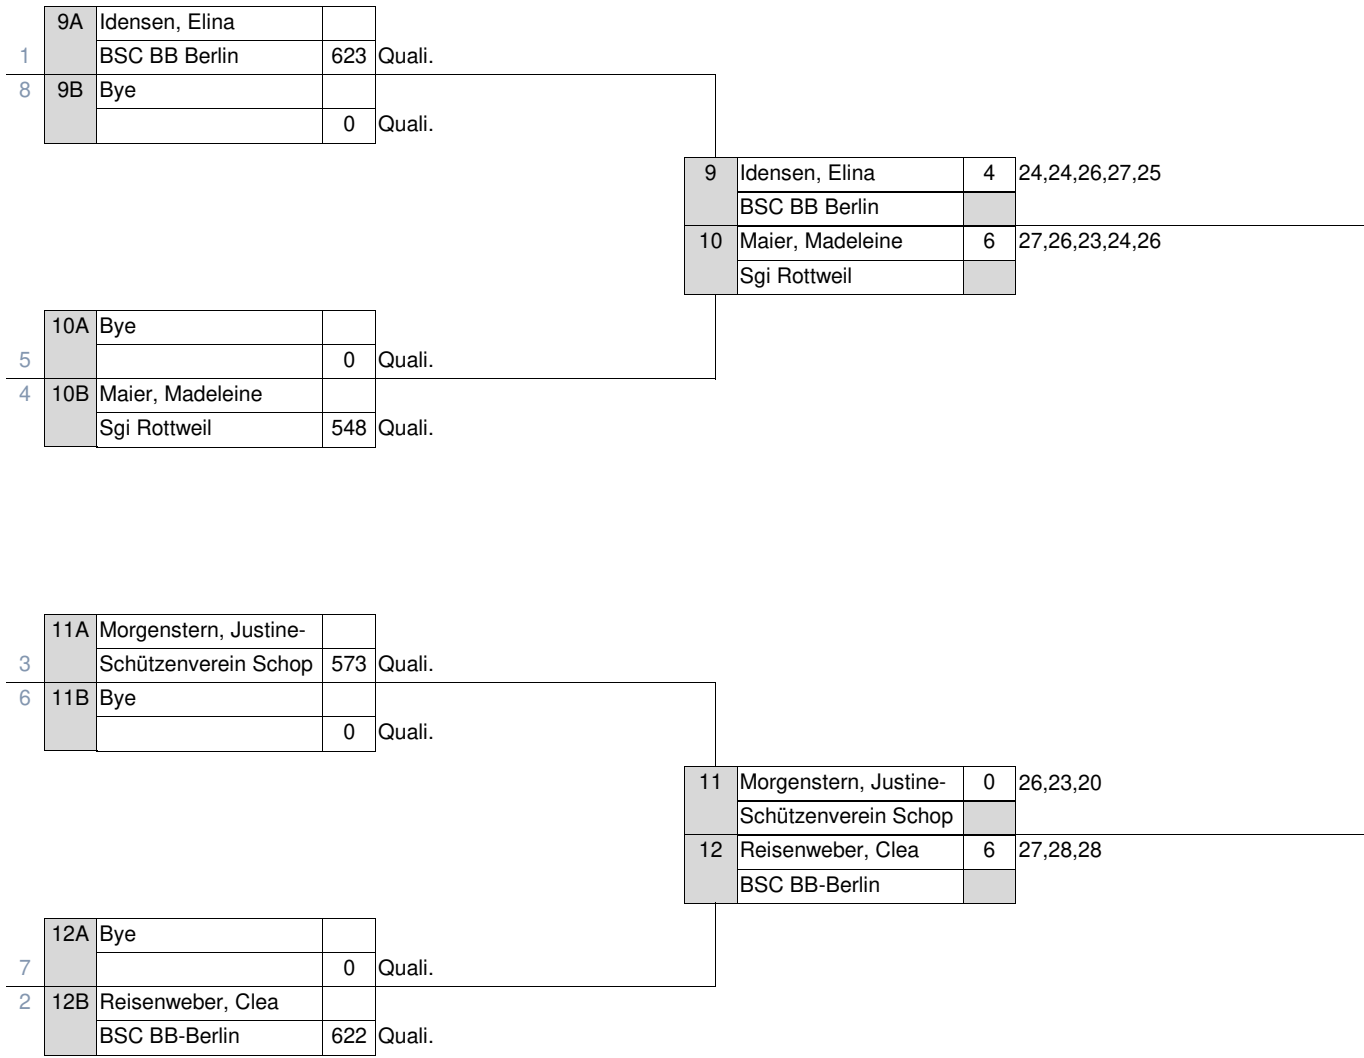 9A Idensen, Elina
1 BSC BB Berlin 623 Quali.
8 9B Bye
0 Quali.
9 Idensen, Elina 4 24,24,26,27,25
BSC BB Berlin
10 Maier, Madeleine 6 27,26,23,24,26
Sgi Rottweil
10A Bye
5 0 Quali.
4 10B Maier, Madeleine
Sgi Rottweil 548 Quali.
11A Morgenstern, Justine-
3 Schützenverein Schop 573 Quali.
6 11B Bye
0 Quali.
11 Morgenstern, Justine- 0 26,23,20
Schützenverein Schop
12 Reisenweber, Clea 6 27,28,28
BSC BB-Berlin
12A Bye
7 0 Quali.
2 12B Reisenweber, Clea
BSC BB-Berlin 622 Quali.